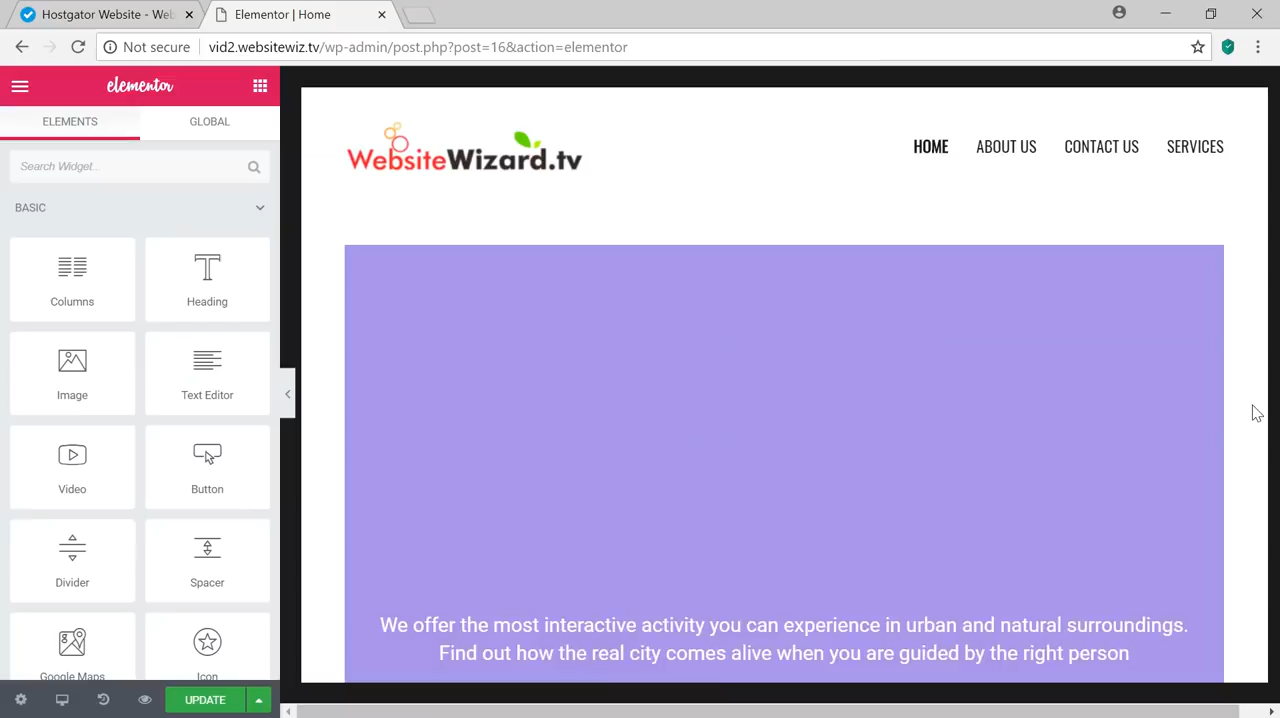 Hostgator Website - Web
Elementor | Home
Not secure
vid2.websitewiz.tv/wp-admin/post.php?post=16&action=elementor
elementor
ELEMENTS
GLOBAL
Search Widget...
BASIC
Columns
Heading
Image
Text Editor
Video
Button
Divider
Spacer
Google Maps
Icon
UPDATE
WebsiteWizard.tv
HOME
ABOUT US
CONTACT US
SERVICES
We offer the most interactive activity you can experience in urban and natural surroundings.
Find out how the real city comes alive when you are guided by the right person